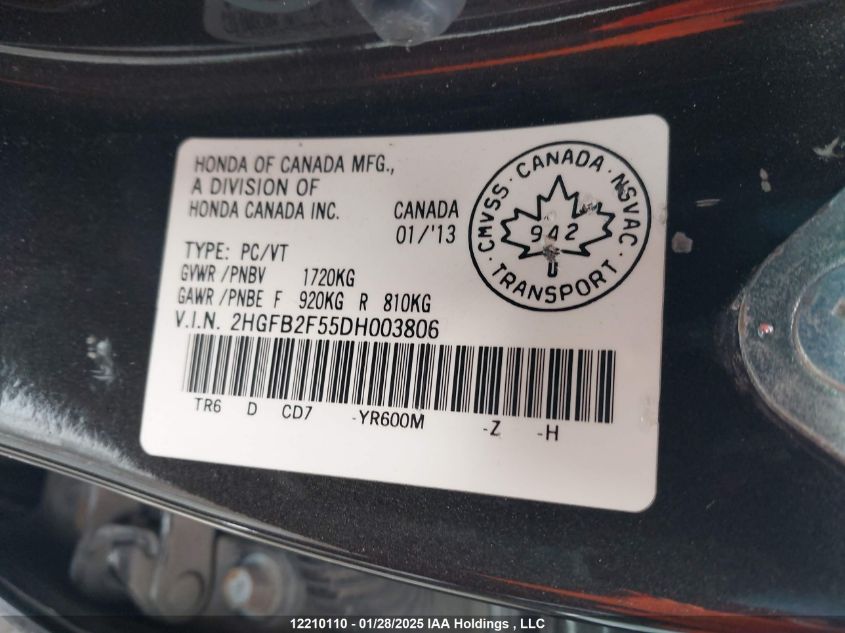 HONDA OF CANADA MFG.,
A DIVISION OF
HONDA CANADA INC. CANADA
01/'13
TYPE: PC/VT
GVWR/PNBV 1720KG
GAWR/PNBE F 920KG R 810KG
V.I.N. 2HGFB2F55DH003806
TR6 D CD7 -YR600M -Z -H
CMVSS · CANADA · NSVAC · TRANSPORT ·
942
12210110 - 01/28/2025 IAA Holdings , LLC